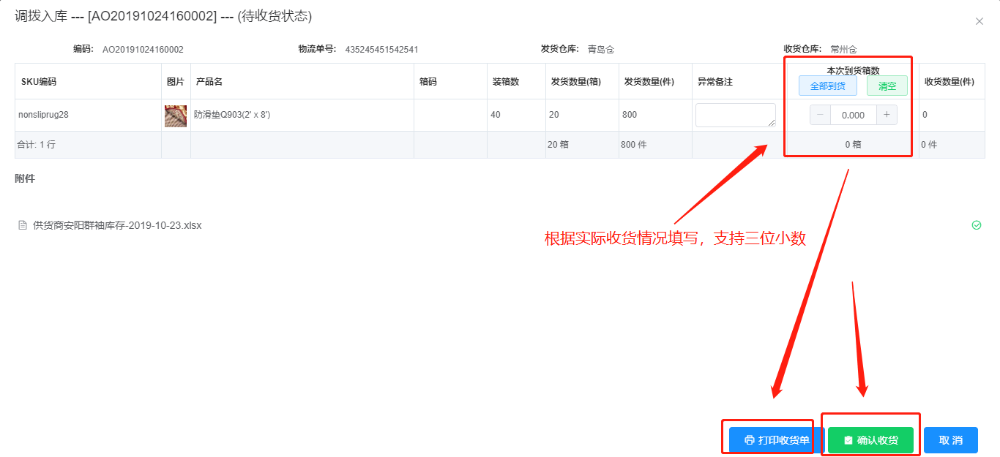 调拨入库 --- [AO20191024160002] --- (待收货状态)
编码: AO20191024160002 物流单号: 435245451542541 发货仓库: 青岛仓 收货仓库: 常州仓
SKU编码 图片 产品名 箱码 装箱数 发货数量(箱) 发货数量(件) 异常备注 本次到货箱数 收货数量(件)
全部到货 清空
nonsliprug28 防滑垫Q903(2' x 8') 40 20 800 0.000 0
合计: 1 行 20 箱 800 件 0 箱 0 件
附件
供货商安阳群袖库存-2019-10-23.xlsx
根据实际收货情况填写，支持三位小数
打印收货单 确认收货 取 消